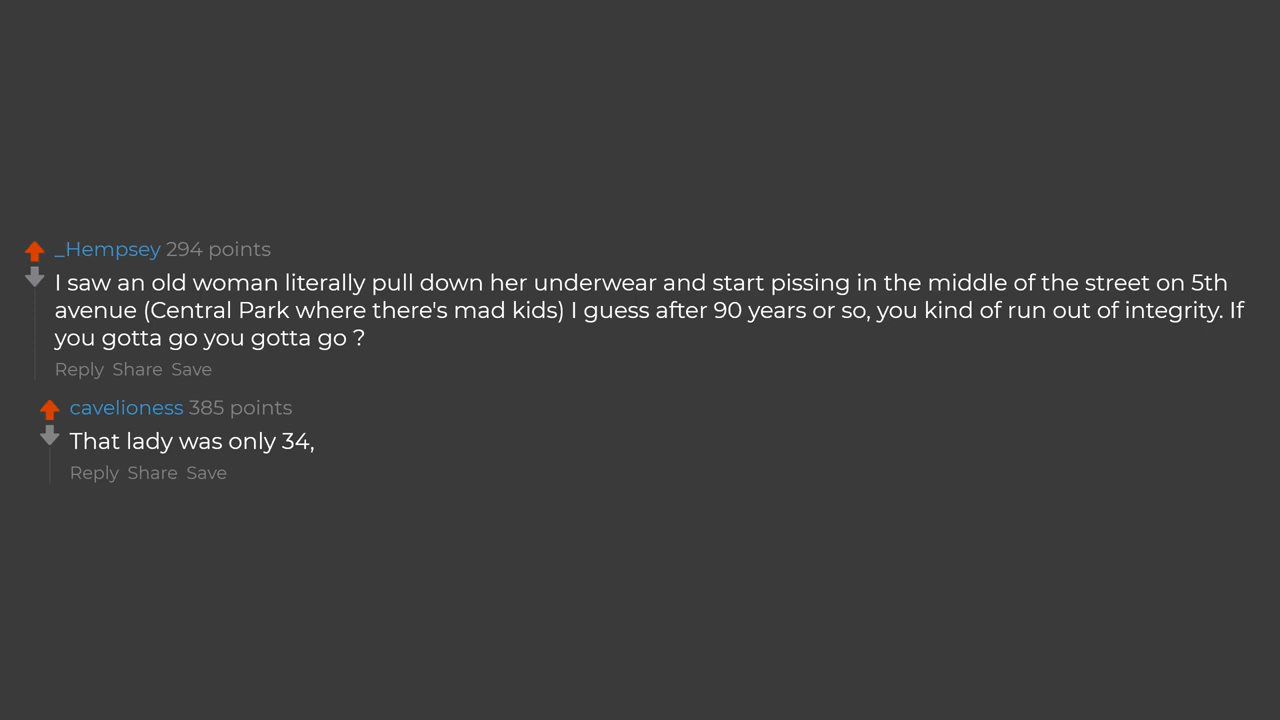 _Hempsey 294 points
I saw an old woman literally pull down her underwear and start pissing in the middle of the street on 5th
avenue (Central Park where there's mad kids) I guess after 90 years or so, you kind of run out of integrity. If
you gotta go you gotta go ?
Reply Share Save
cavelioness 385 points
That lady was only 34,
Reply Share Save